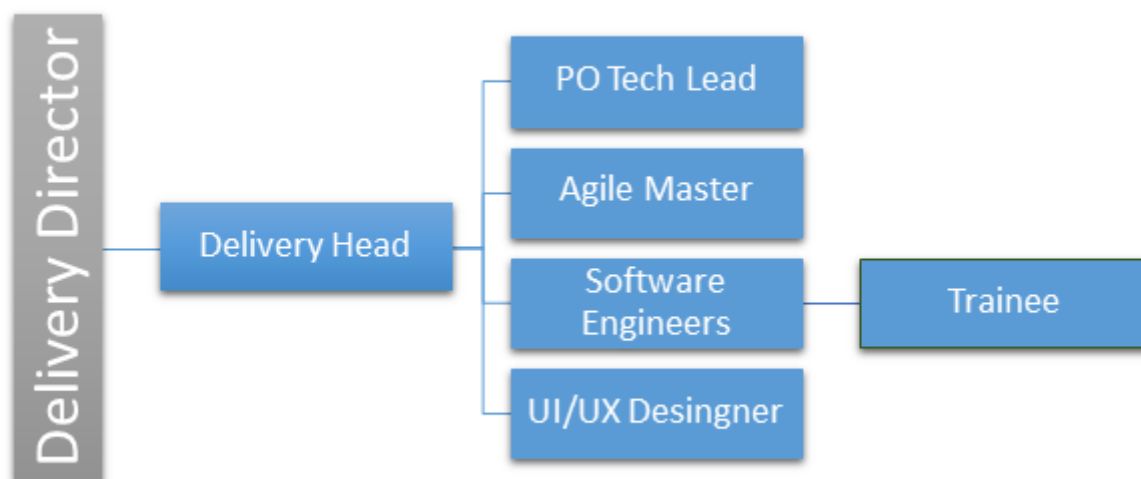 Delivery Director
Delivery Head
PO Tech Lead
Agile Master
Software
Engineers
UI/UX Desingner
Trainee